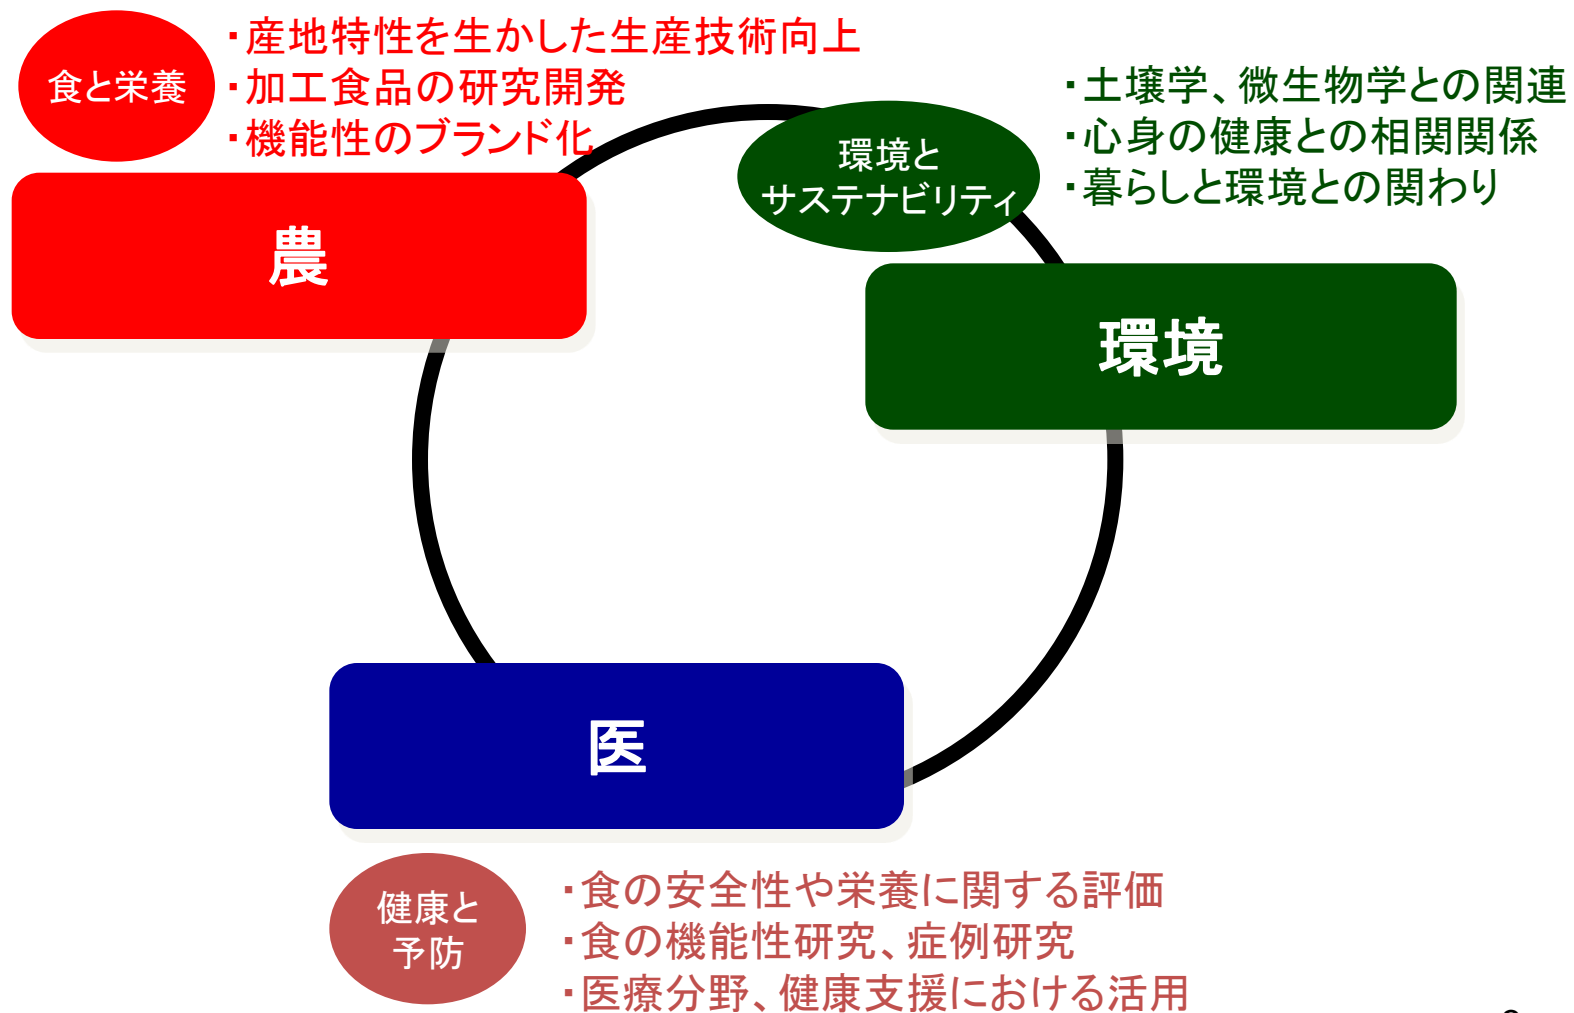 食と栄養
・産地特性を生かした生産技術向上
・加工食品の研究開発
・機能性のブランド化
農
環境と
サステナビリティ
・土壌学、微生物学との関連
・心身の健康との相関関係
・暮らしと環境との関わり
環境
医
健康と
予防
・食の安全性や栄養に関する評価
・食の機能性研究、症例研究
・医療分野、健康支援における活用